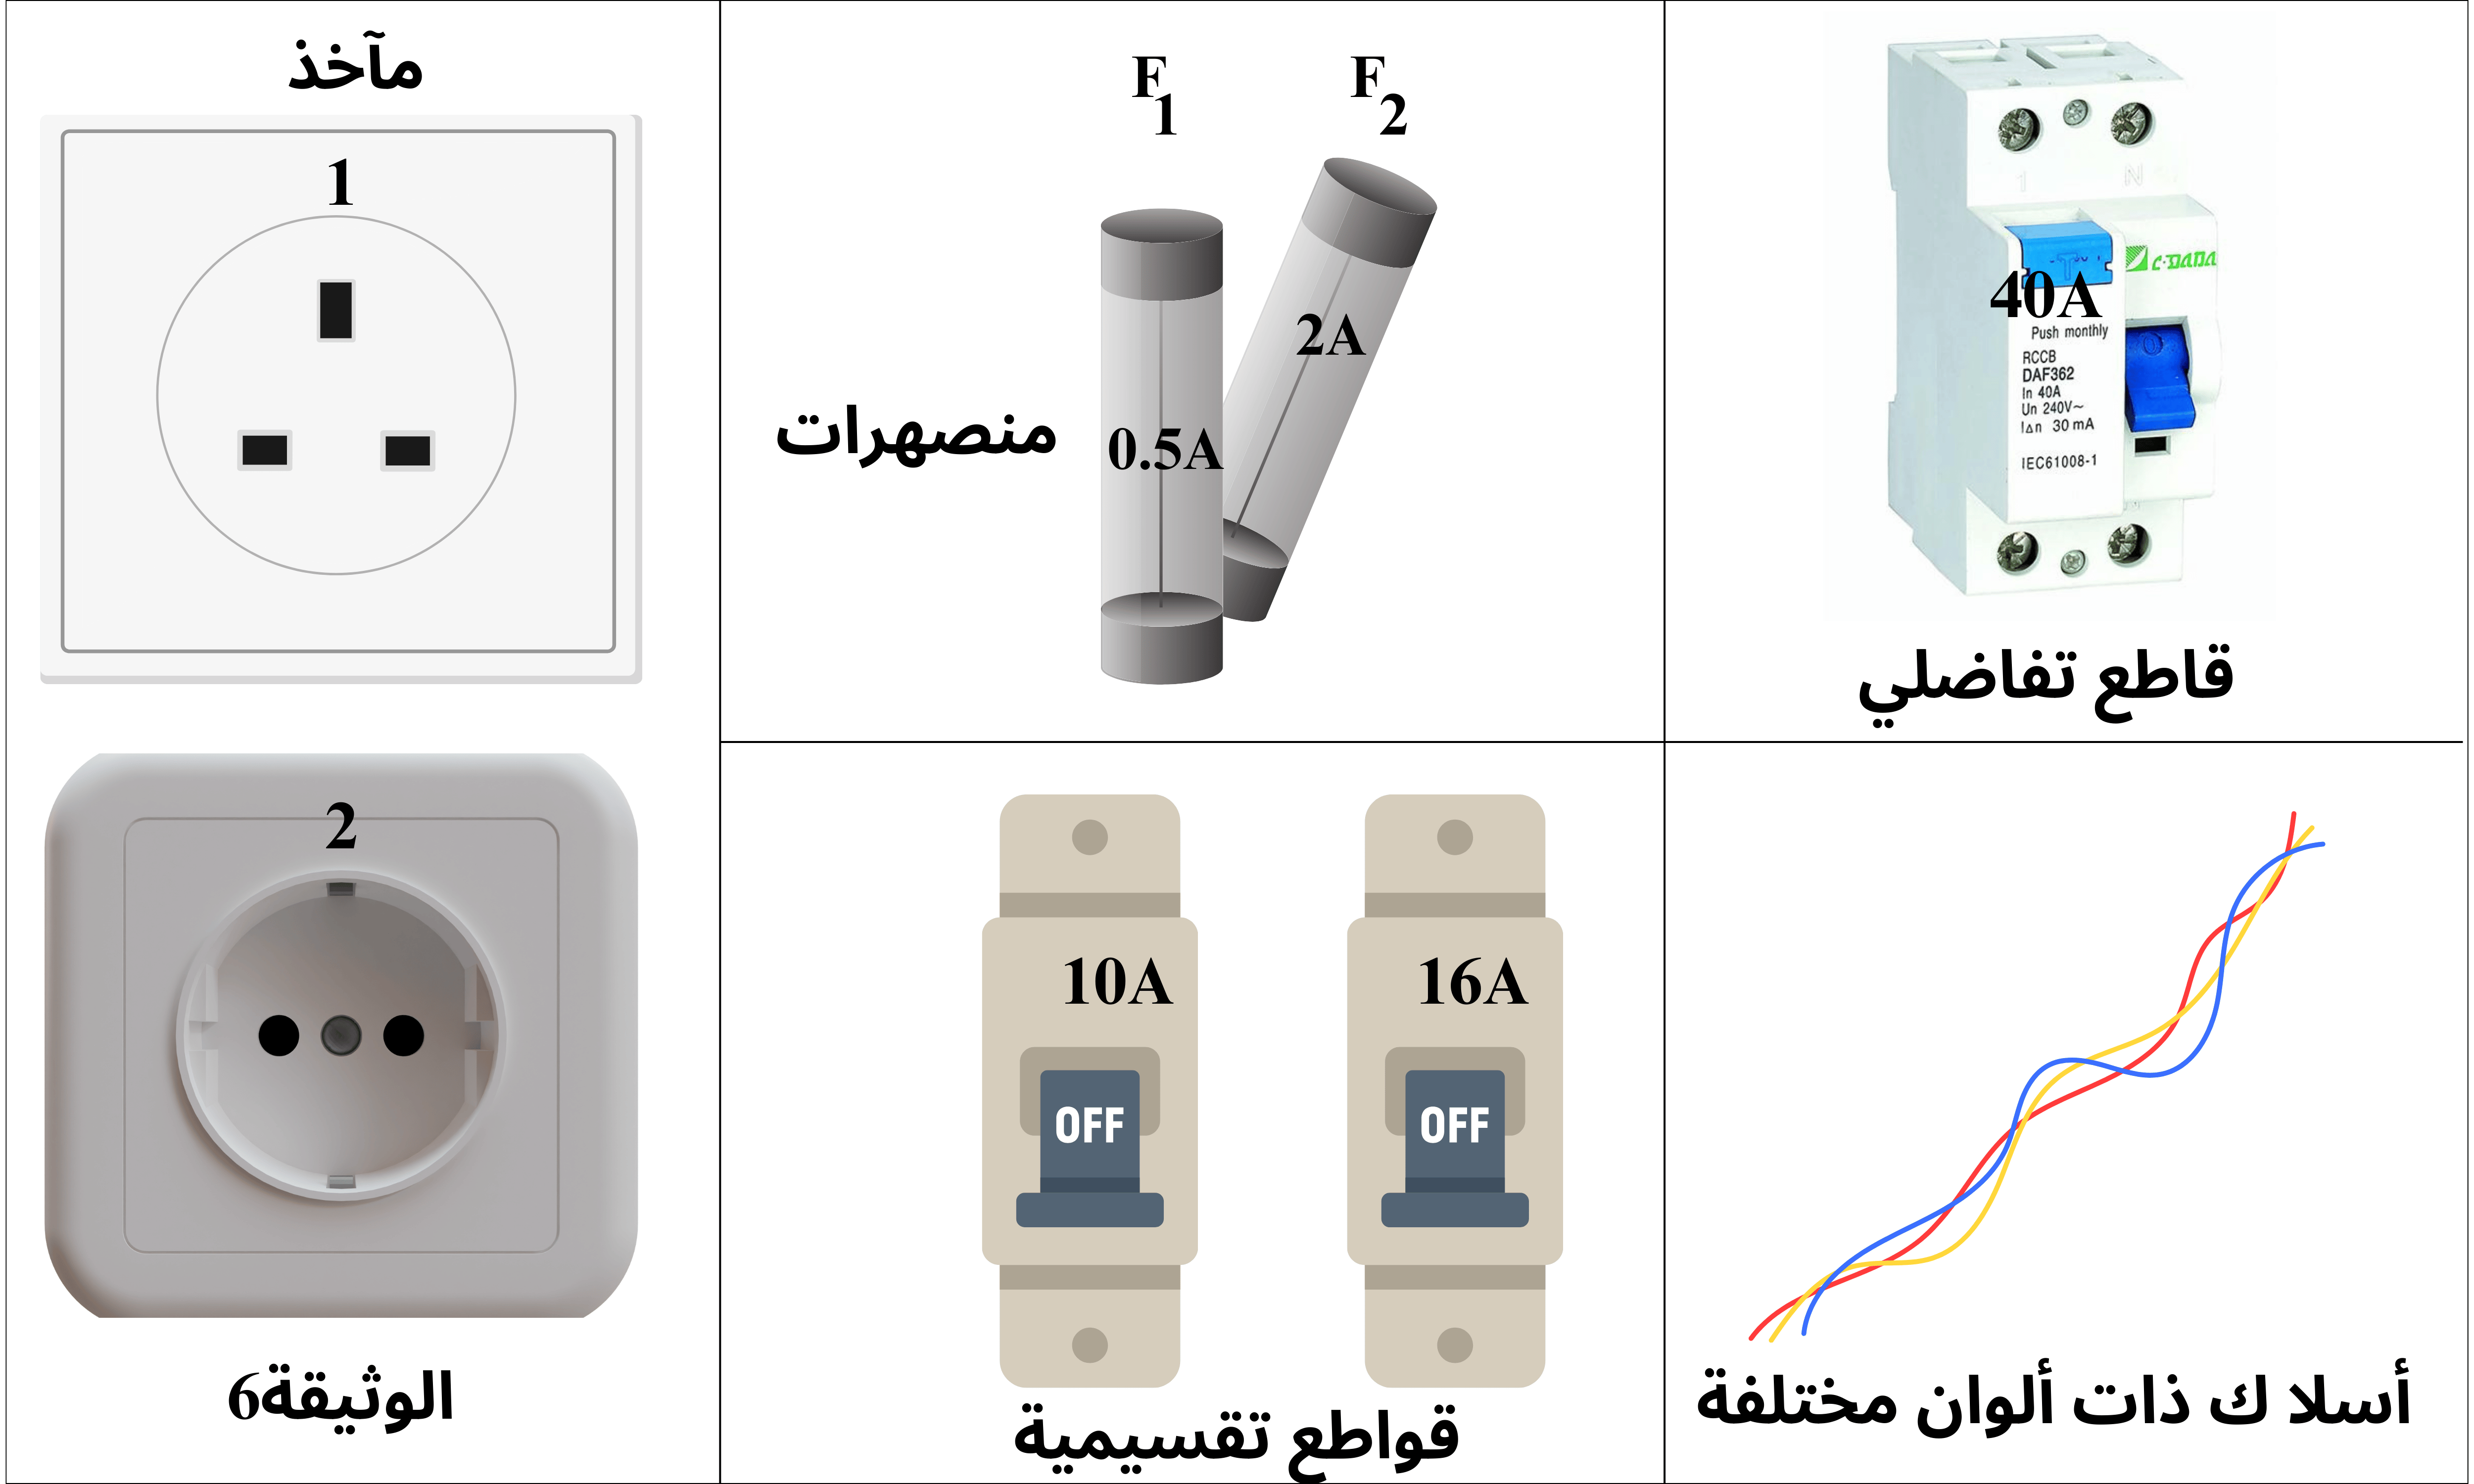 مآخذ
1
2
الوثيقة6
F1
F2
2A
0.5A
منصهرات
10A
16A
OFF
OFF
قواطع تقسيمية
1 N
T
40A
Push monthly
RCCB
DAF362
In 40A
Un 240V~
I△n 30 mA
IEC61008-1
قاطع تفاضلي
أسلا ك ذات ألوان مختلفة